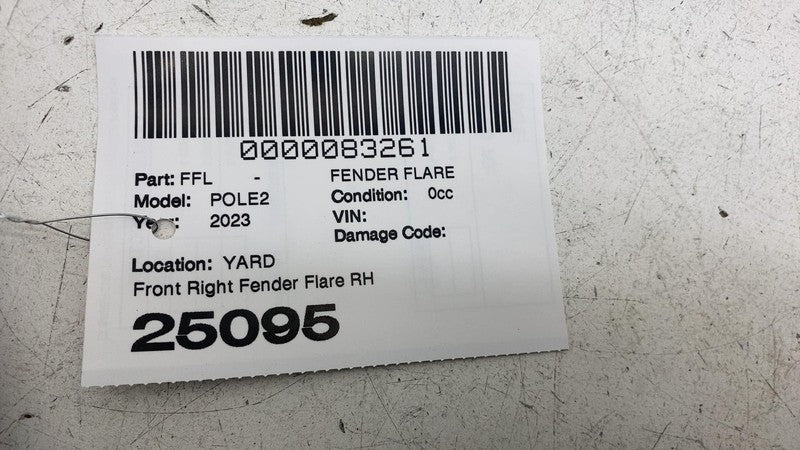 0000083261
Part: FFL - FENDER FLARE
Model: POLE2 Condition: 0cc
Year: 2023 VIN:
Damage Code:
Location: YARD
Front Right Fender Flare RH
25095